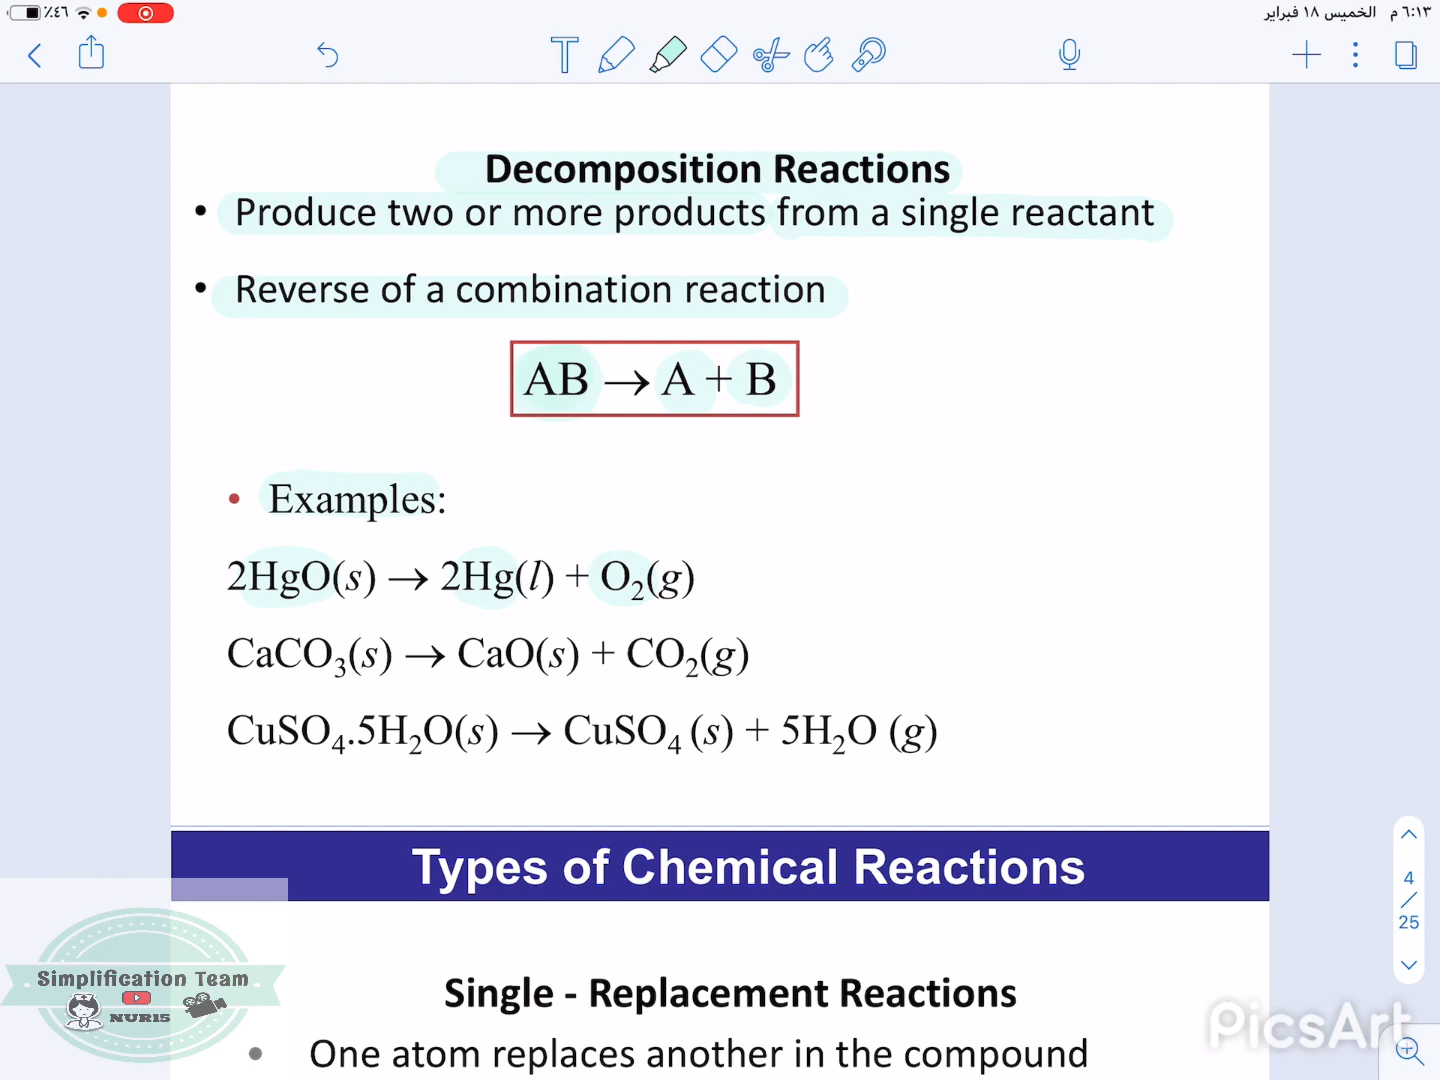 ٪٤٦
٦:١٣ م الخميس ١٨ فبراير
Decomposition Reactions
• Produce two or more products from a single reactant
• Reverse of a combination reaction
AB → A + B
• Examples:
2HgO(s) → 2Hg(l) + O₂(g)
CaCO₃(s) → CaO(s) + CO₂(g)
CuSO₄.5H₂O(s) → CuSO₄ (s) + 5H₂O (g)
Types of Chemical Reactions
4
/
25
Single - Replacement Reactions
• One atom replaces another in the compound
Simplification Team
NUR15
PicsArt